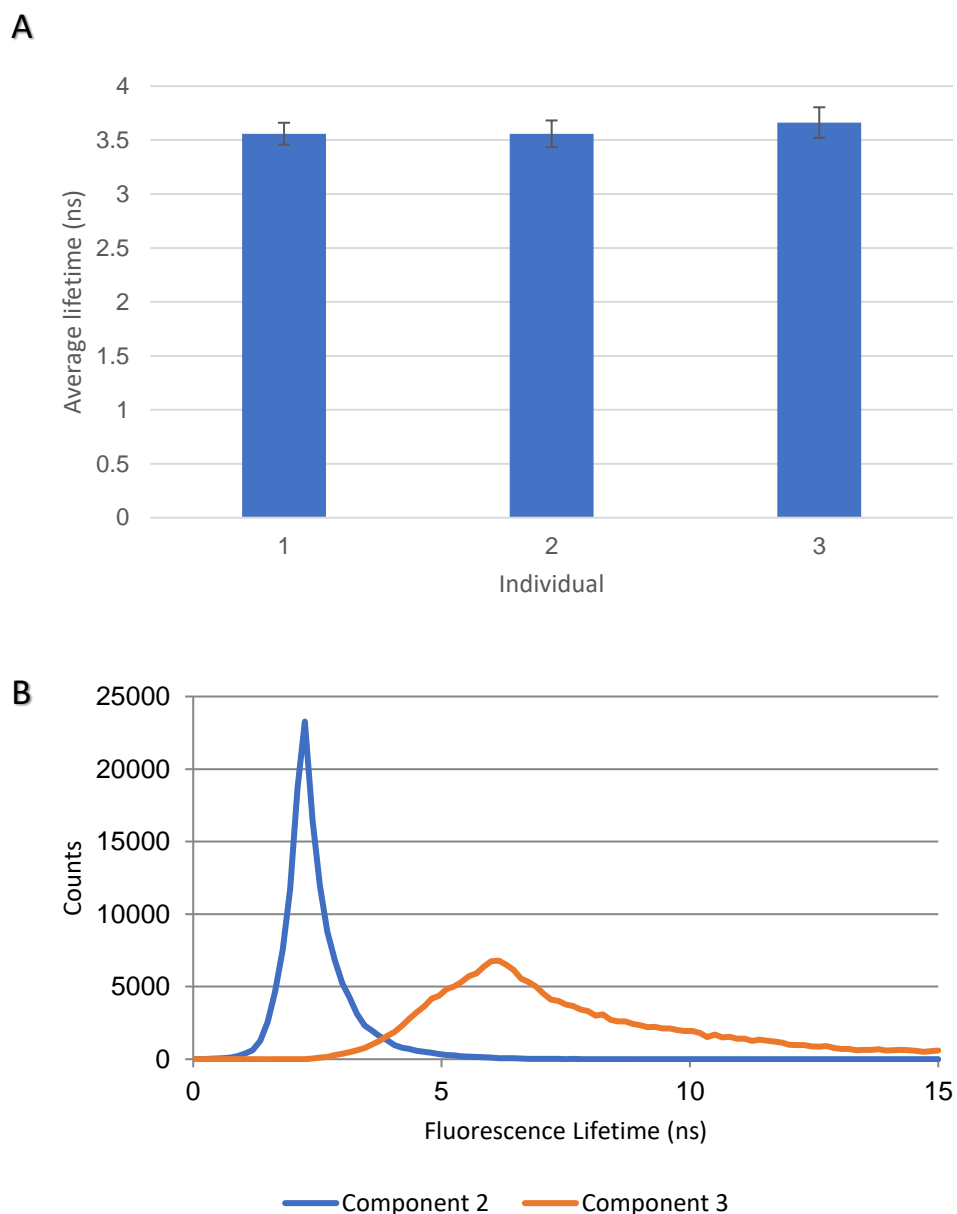 A
4
3.5
3
2.5
2
1.5
1
0.5
0
Average lifetime (ns)
1 2 3
Individual
B
25000
20000
15000
10000
5000
0
Counts
0 5 10 15
Fluorescence Lifetime (ns)
Component 2 Component 3